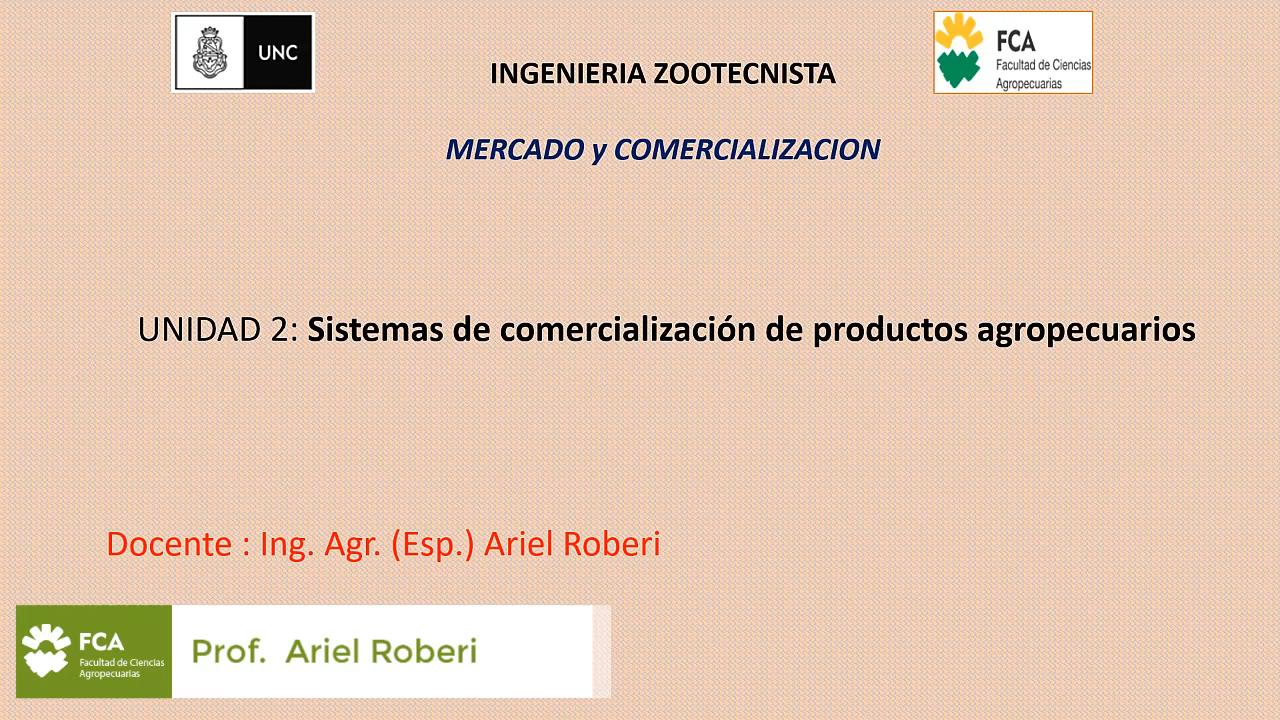 UNC
INGENIERIA ZOOTECNISTA
FCA
Facultad de Ciencias
Agropecuarias
MERCADO y COMERCIALIZACION
UNIDAD 2: Sistemas de comercialización de productos agropecuarios
Docente : Ing. Agr. (Esp.) Ariel Roberi
FCA
Facultad de Ciencias
Agropecuarias
Prof. Ariel Roberi